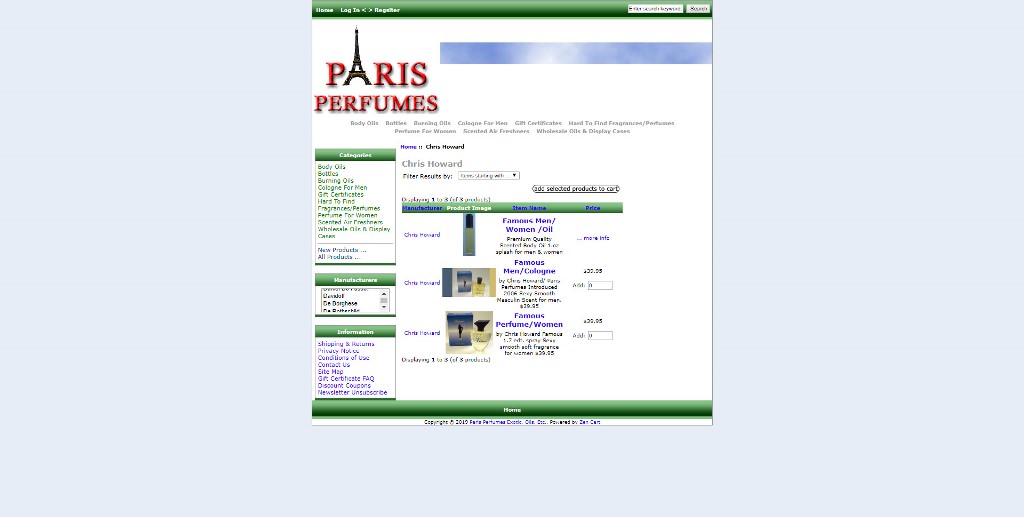 Home Log In < > Regsiter
Enter search keyword
Search
PARIS
PERFUMES
Body Oils Bottles Burning Oils Cologne For Men Gift Certificates Hard To Find Fragrances/Perfumes
Perfume For Women Scented Air Freshners Wholesale Oils & Display Cases
Home :: Chris Howard
Categories
Body Oils
Bottles
Burning Oils
Cologne For Men
Gift Certificates
Hard To Find
Fragrances/Perfumes
Perfume For Women
Scented Air Freshners
Wholesale Oils & Display
Cases
New Products ...
All Products ...
Manufacturers
Davidoff
De Borghese
De Rothschild
Information
Shipping & Returns
Privacy Notice
Conditions of Use
Contact Us
Site Map
Gift Certificate FAQ
Discount Coupons
Newsletter Unsubscribe
Chris Howard
Filter Results by: Items starting with ...
add selected products to cart
Displaying 1 to 3 (of 3 products)
Manufacturer Product Image Item Name Price
Chris Howard
Famous Men/
Women /Oil
Premium Quality
Scented Body Oil 1 oz
splash for men & women
... more info
Chris Howard
Famous
Men/Cologne
by Chris Howard/ Paris
Perfumes Introduced
2006 Sexy Smooth
Masculin Scent for men.
$39.95
$39.95
Add: 0
Chris Howard
Famous
Perfume/Women
by Chris Howard Famous
1.7 edt. spray Sexy
smooth soft fragrance
for women $39.95
$39.95
Add: 0
Displaying 1 to 3 (of 3 products)
Home
Copyright © 2019 Paris Perfumes Exotic, Oils, Etc.. Powered by Zen Cart